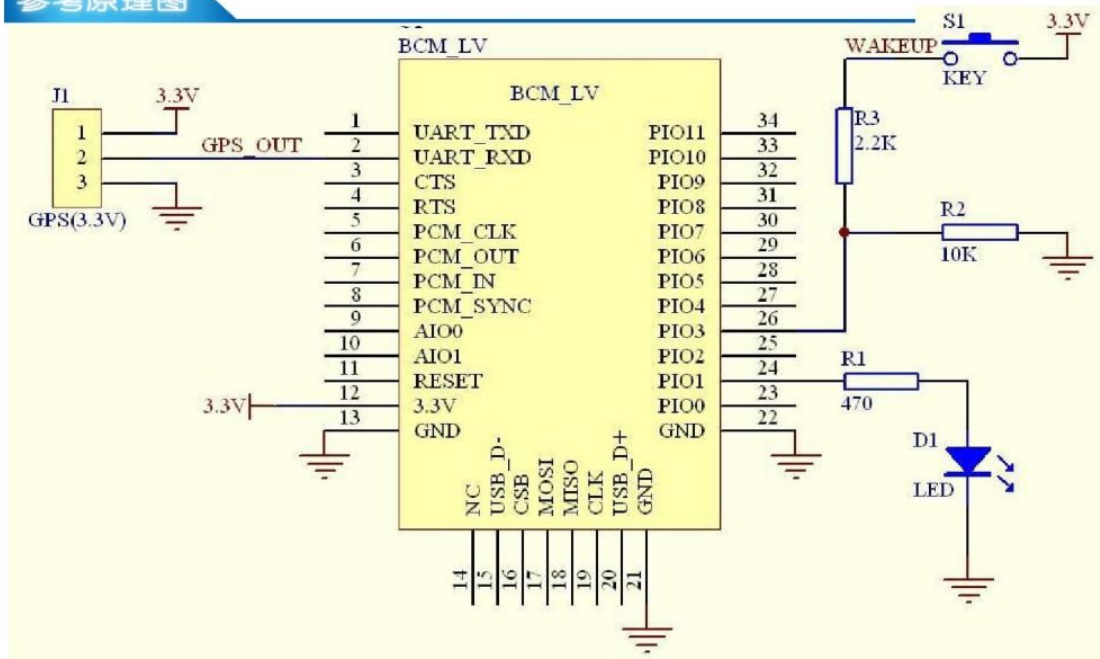 参考原理图
BCM_LV
BCM_LV
S1
3.3V
WAKEUP
KEY
J1
3.3V
1
2
3
GPS_OUT
GPS(3.3V)
R3
2.2K
R2
10K
R1
470
D1
LED
3.3V
1 UART_TXD
2 UART_RXD
3 CTS
4 RTS
5 PCM_CLK
6 PCM_OUT
7 PCM_IN
8 PCM_SYNC
9 AIO0
10 AIO1
11 RESET
12 3.3V
13 GND
PIO11 34
PIO10 33
PIO9 32
PIO8 31
PIO7 30
PIO6 29
PIO5 28
PIO4 27
PIO3 26
PIO2 25
PIO1 24
PIO0 23
GND 22
NC 14
USB_D- 15
CSB 16
MOSI 17
MISO 18
CLK 19
USB_D+ 20
GND 21